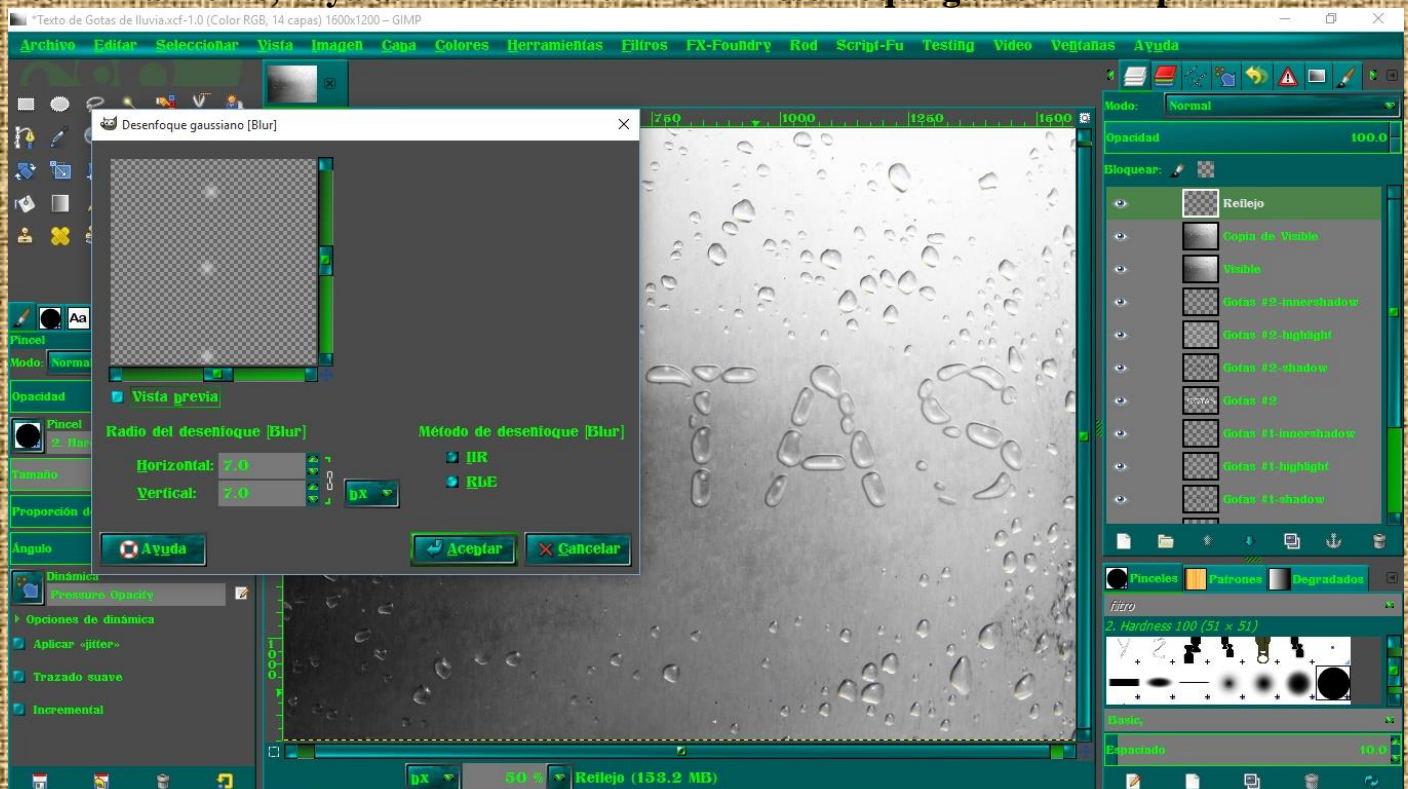 *Texto de Gotas de lluvia.xcf-1.0 (Color RGB, 14 capas) 1600x1200 – GIMP
Archivo Editar Seleccionar Vista Imagen Capa Colores Herramientas Filtros FX-Foundry Rod Script-Fu Testing Video Ventanas Ayuda
Desenfoque gaussiano [Blur]
Vista previa
Radio del desenfoque [Blur]
Horizontal: 7.0
Vertical: 7.0
px
Método de desenfoque [Blur]
IIR
RLE
Ayuda
Aceptar
Cancelar
750 1000 1250 1500
TAS
1000
Aa
Pincel
Modo: Norma
Opacidad
Pincel
2. Har
Tamaño
Proporción d
Ángulo
Dinámica
Pressure Opacity
Opciones de dinámica
Aplicar «jitter»
Trazado suave
Incremental
px 50 % Reflejo (153.2 MB)
Modo: Normal
Opacidad 100.0
Bloquear:
Reflejo
Copia de Visible
Visible
Gotas #2-innershadow
Gotas #2-highlight
Gotas #2-shadow
Gotas #2
Gotas #1-innershadow
Gotas #1-highlight
Gotas #1-shadow
Pinceles Patrones Degradados
filtro
2. Hardness 100 (51 × 51)
Basic,
Espaciado 10.0